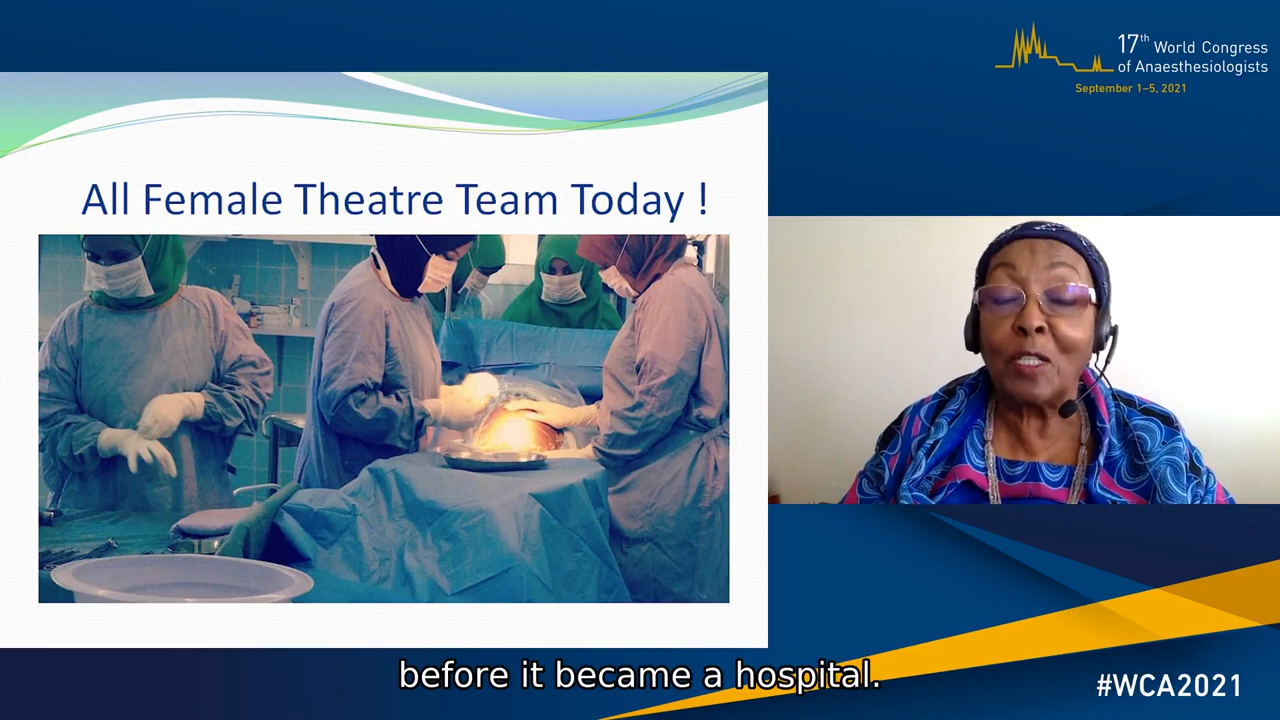 17th World Congress
of Anaesthesiologists
September 1–5, 2021
All Female Theatre Team Today !
before it became a hospital.
#WCA2021